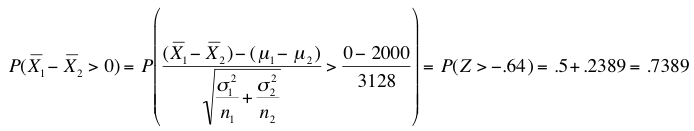 P(X̄₁ − X̄₂ > 0) = P( ((X̄₁ − X̄₂) − (μ₁ − μ₂)) / √(σ₁²/n₁ + σ₂²/n₂) > (0 − 2000)/3128 ) = P(Z > −.64) = .5 + .2389 = .7389